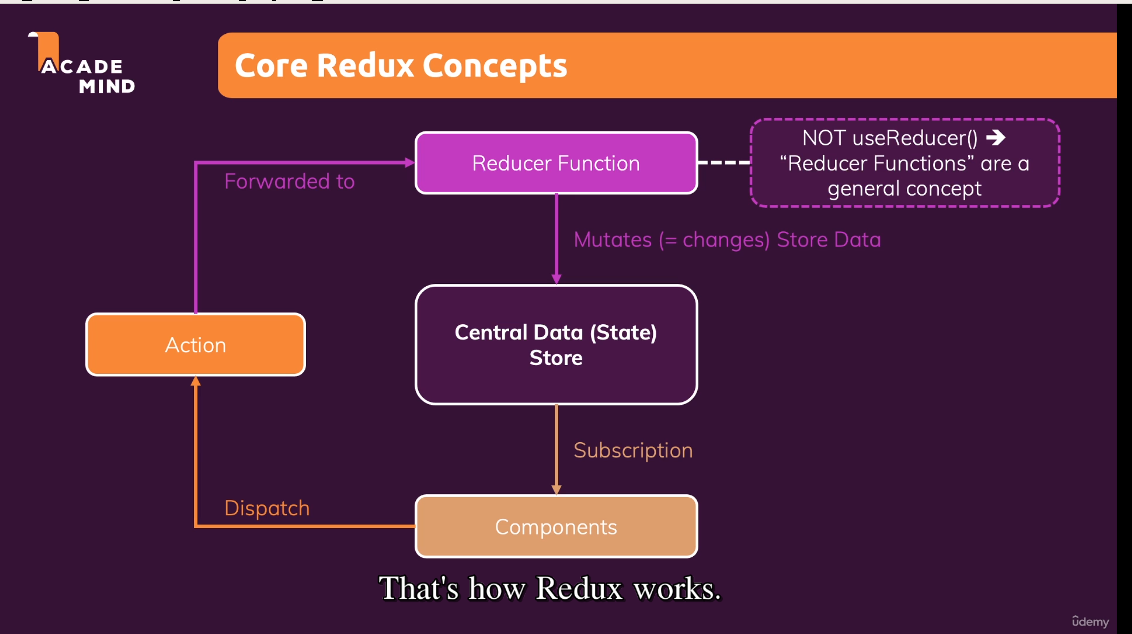 ACADE
MIND
Core Redux Concepts
Reducer Function
NOT useReducer() 🡪
“Reducer Functions” are a
general concept
Forwarded to
Mutates (= changes) Store Data
Action
Central Data (State)
Store
Subscription
Dispatch
Components
That's how Redux works.
ûdemy